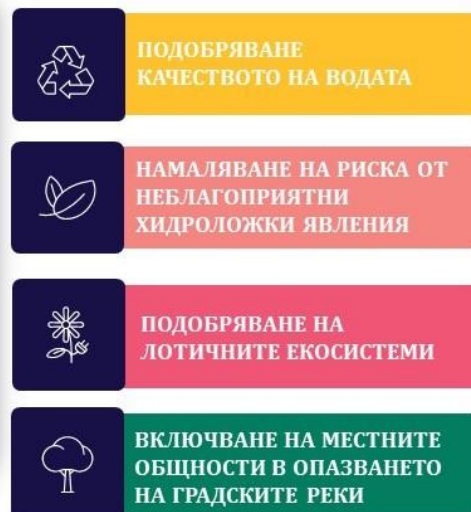 ПОДОБРЯВАНЕ
КАЧЕСТВОТО НА ВОДАТА
НАМАЛЯВАНЕ НА РИСКА ОТ
НЕБЛАГОПРИЯТНИ
ХИДРОЛОЖКИ ЯВЛЕНИЯ
ПОДОБРЯВАНЕ НА
ЛОТИЧНИТЕ ЕКОСИСТЕМИ
ВКЛЮЧВАНЕ НА МЕСТНИТЕ
ОБЩНОСТИ В ОПАЗВАНЕТО
НА ГРАДСКИТЕ РЕКИ